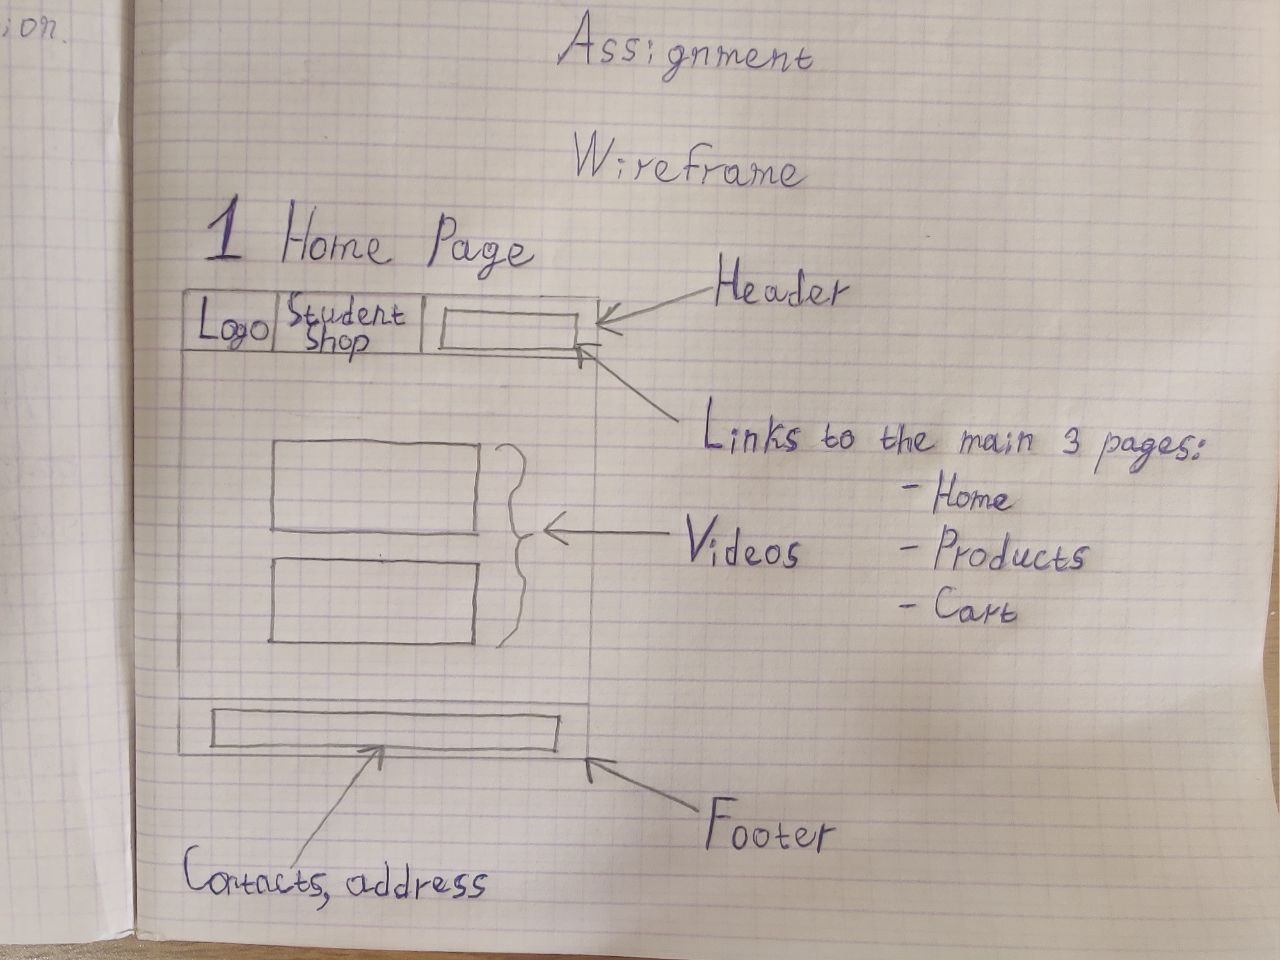 ion.
Assignment
Wireframe
1 Home Page
Header
Logo
Student
Shop
Links to the main 3 pages:
- Home
- Products
- Cart
Videos
Footer
Contacts, address